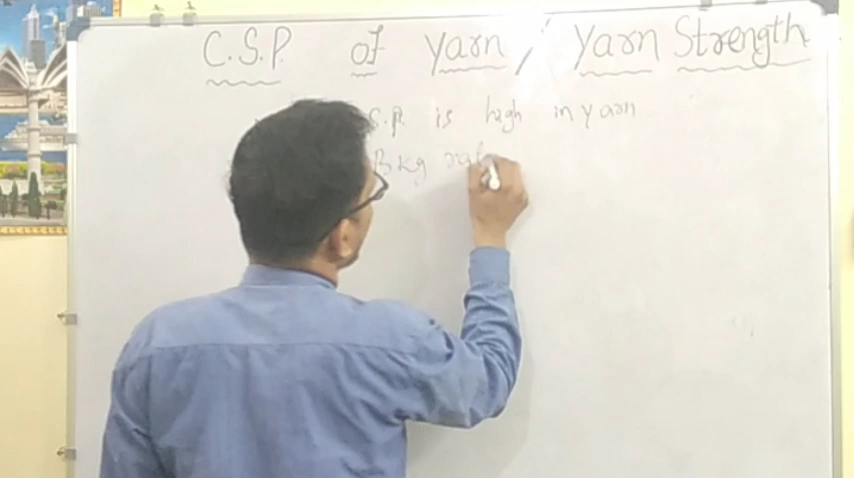 C.S.P. of Yarn / Yarn Strength
S.P. is high in yarn
Bkg